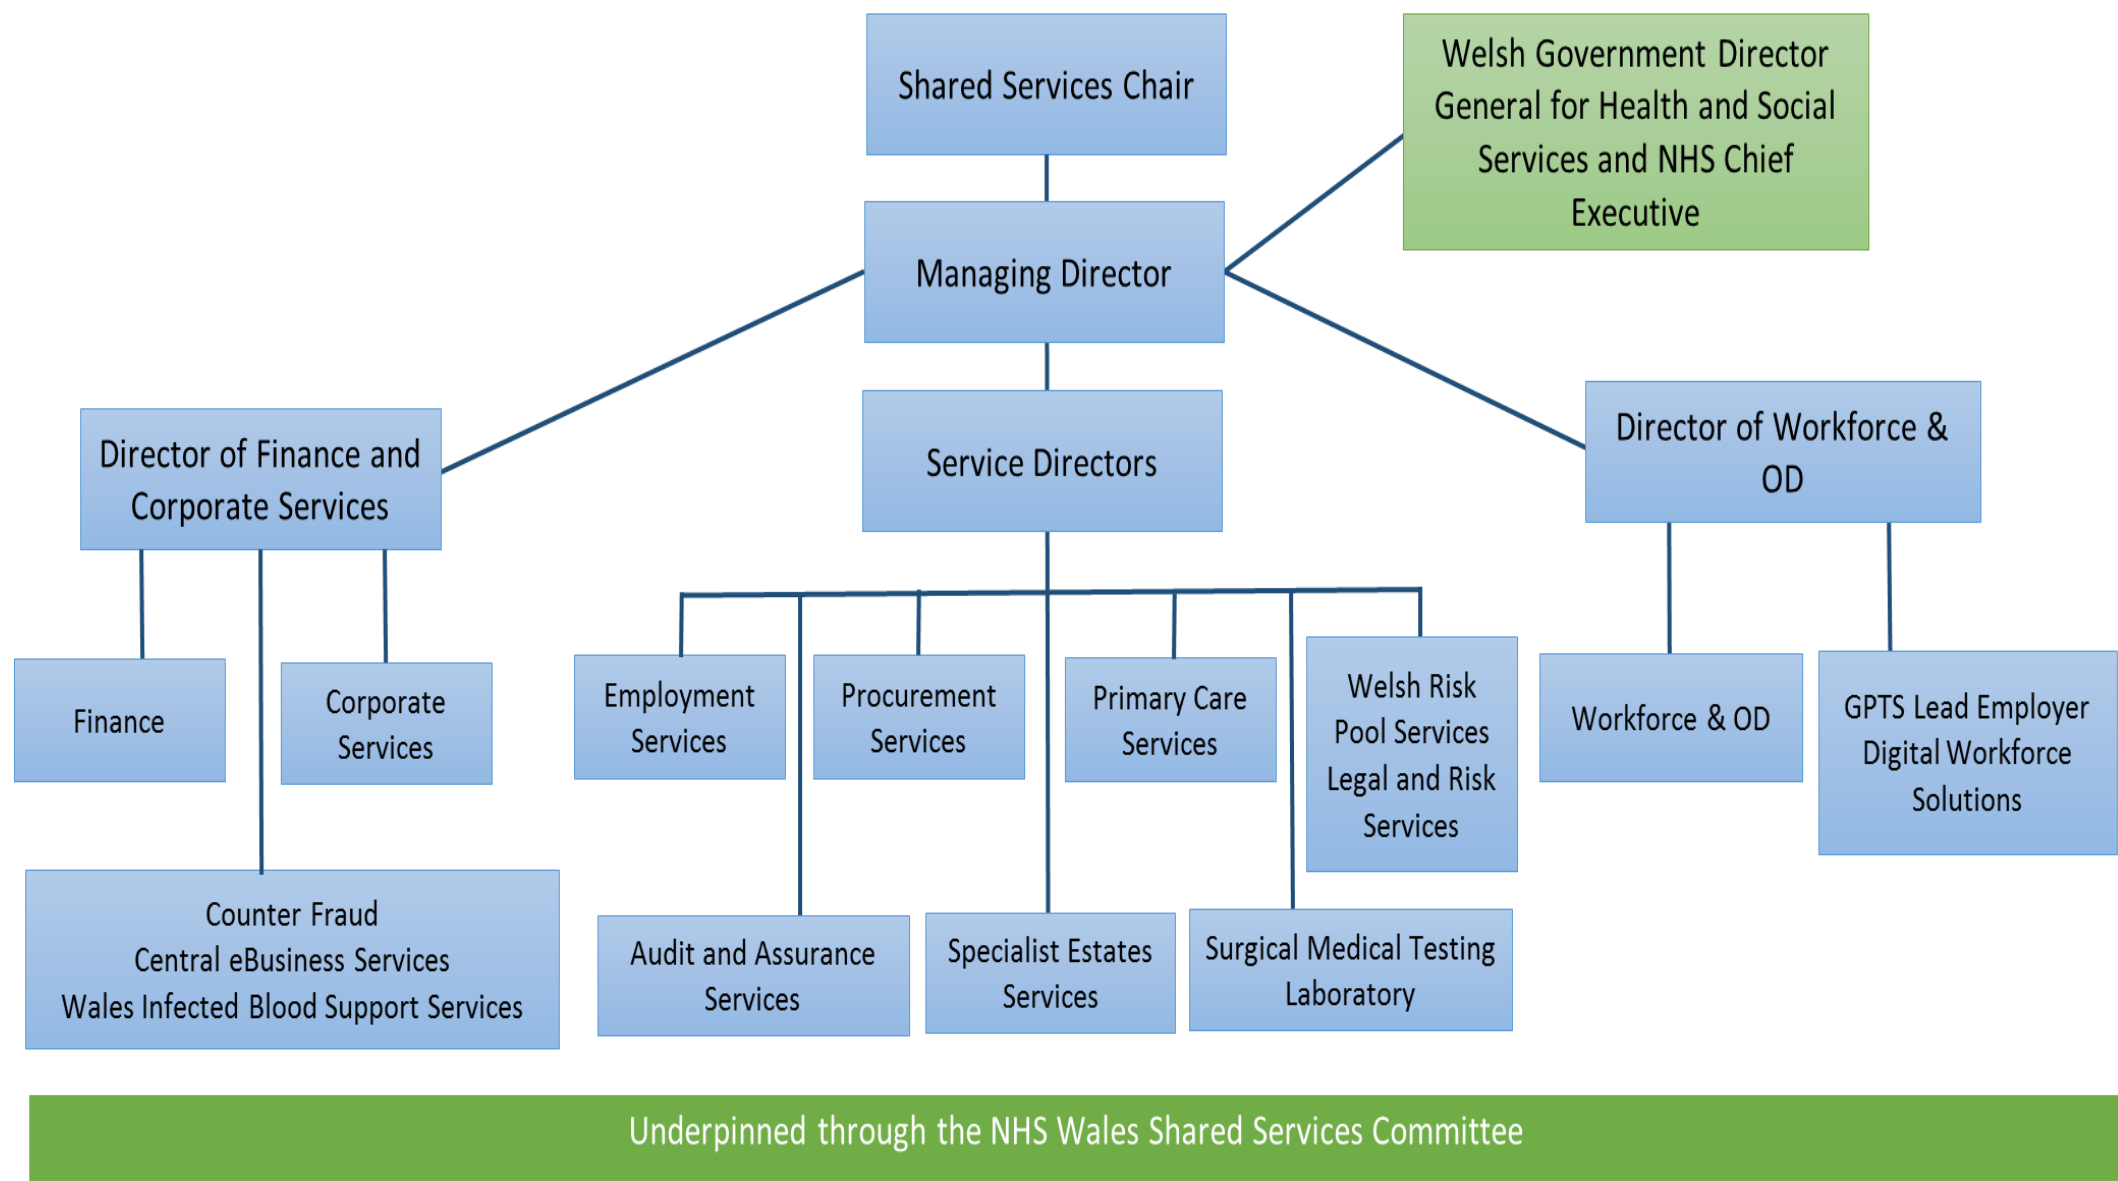 Shared Services Chair
Welsh Government Director
General for Health and Social
Services and NHS Chief
Executive
Managing Director
Director of Finance and
Corporate Services
Service Directors
Director of Workforce &
OD
Finance
Corporate
Services
Counter Fraud
Central eBusiness Services
Wales Infected Blood Support Services
Employment
Services
Procurement
Services
Primary Care
Services
Welsh Risk
Pool Services
Legal and Risk
Services
Audit and Assurance
Services
Specialist Estates
Services
Surgical Medical Testing
Laboratory
Workforce & OD
GPTS Lead Employer
Digital Workforce
Solutions
Underpinned through the NHS Wales Shared Services Committee